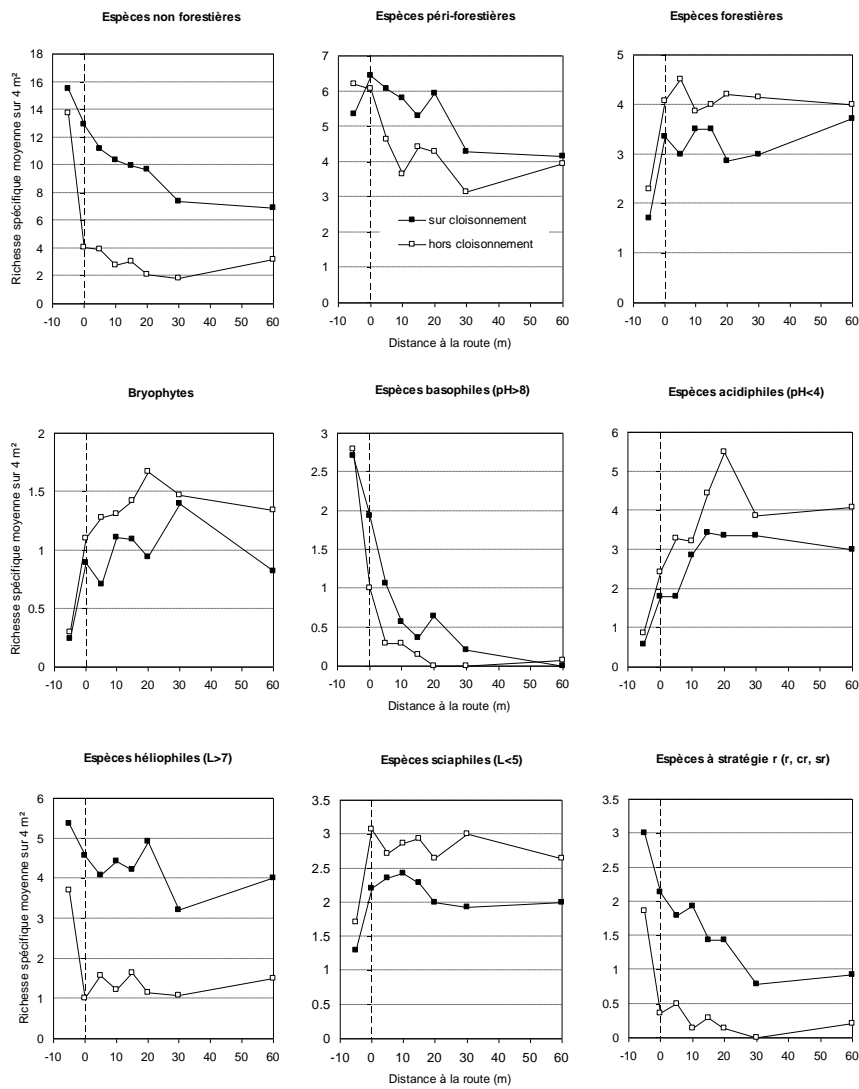 Espèces non forestières
Espèces péri-forestières
Espèces forestières
Richesse spécifique moyenne sur 4 m²
18
16
14
12
10
8
6
4
2
0
-10 0 10 20 30 40 50 60
7
6
5
4
3
2
1
0
sur cloisonnement
hors cloisonnement
-10 0 10 20 30 40 50 60
Distance à la route (m)
5
4
3
2
1
0
-10 0 10 20 30 40 50 60
Bryophytes
Espèces basophiles (pH>8)
Espèces acidiphiles (pH<4)
Richesse spécifique moyenne sur 4 m²
2
1.5
1
0.5
0
-10 0 10 20 30 40 50 60
3
2.5
2
1.5
1
0.5
0
-10 0 10 20 30 40 50 60
Distance à la route (m)
6
5
4
3
2
1
0
-10 0 10 20 30 40 50 60
Espèces héliophiles (L>7)
Espèces sciaphiles (L<5)
Espèces à stratégie r (r, cr, sr)
Richesse spécifique moyenne sur 4 m²
6
5
4
3
2
1
0
-10 0 10 20 30 40 50 60
3.5
3
2.5
2
1.5
1
0.5
0
-10 0 10 20 30 40 50 60
Distance à la route (m)
3.5
3
2.5
2
1.5
1
0.5
0
-10 0 10 20 30 40 50 60